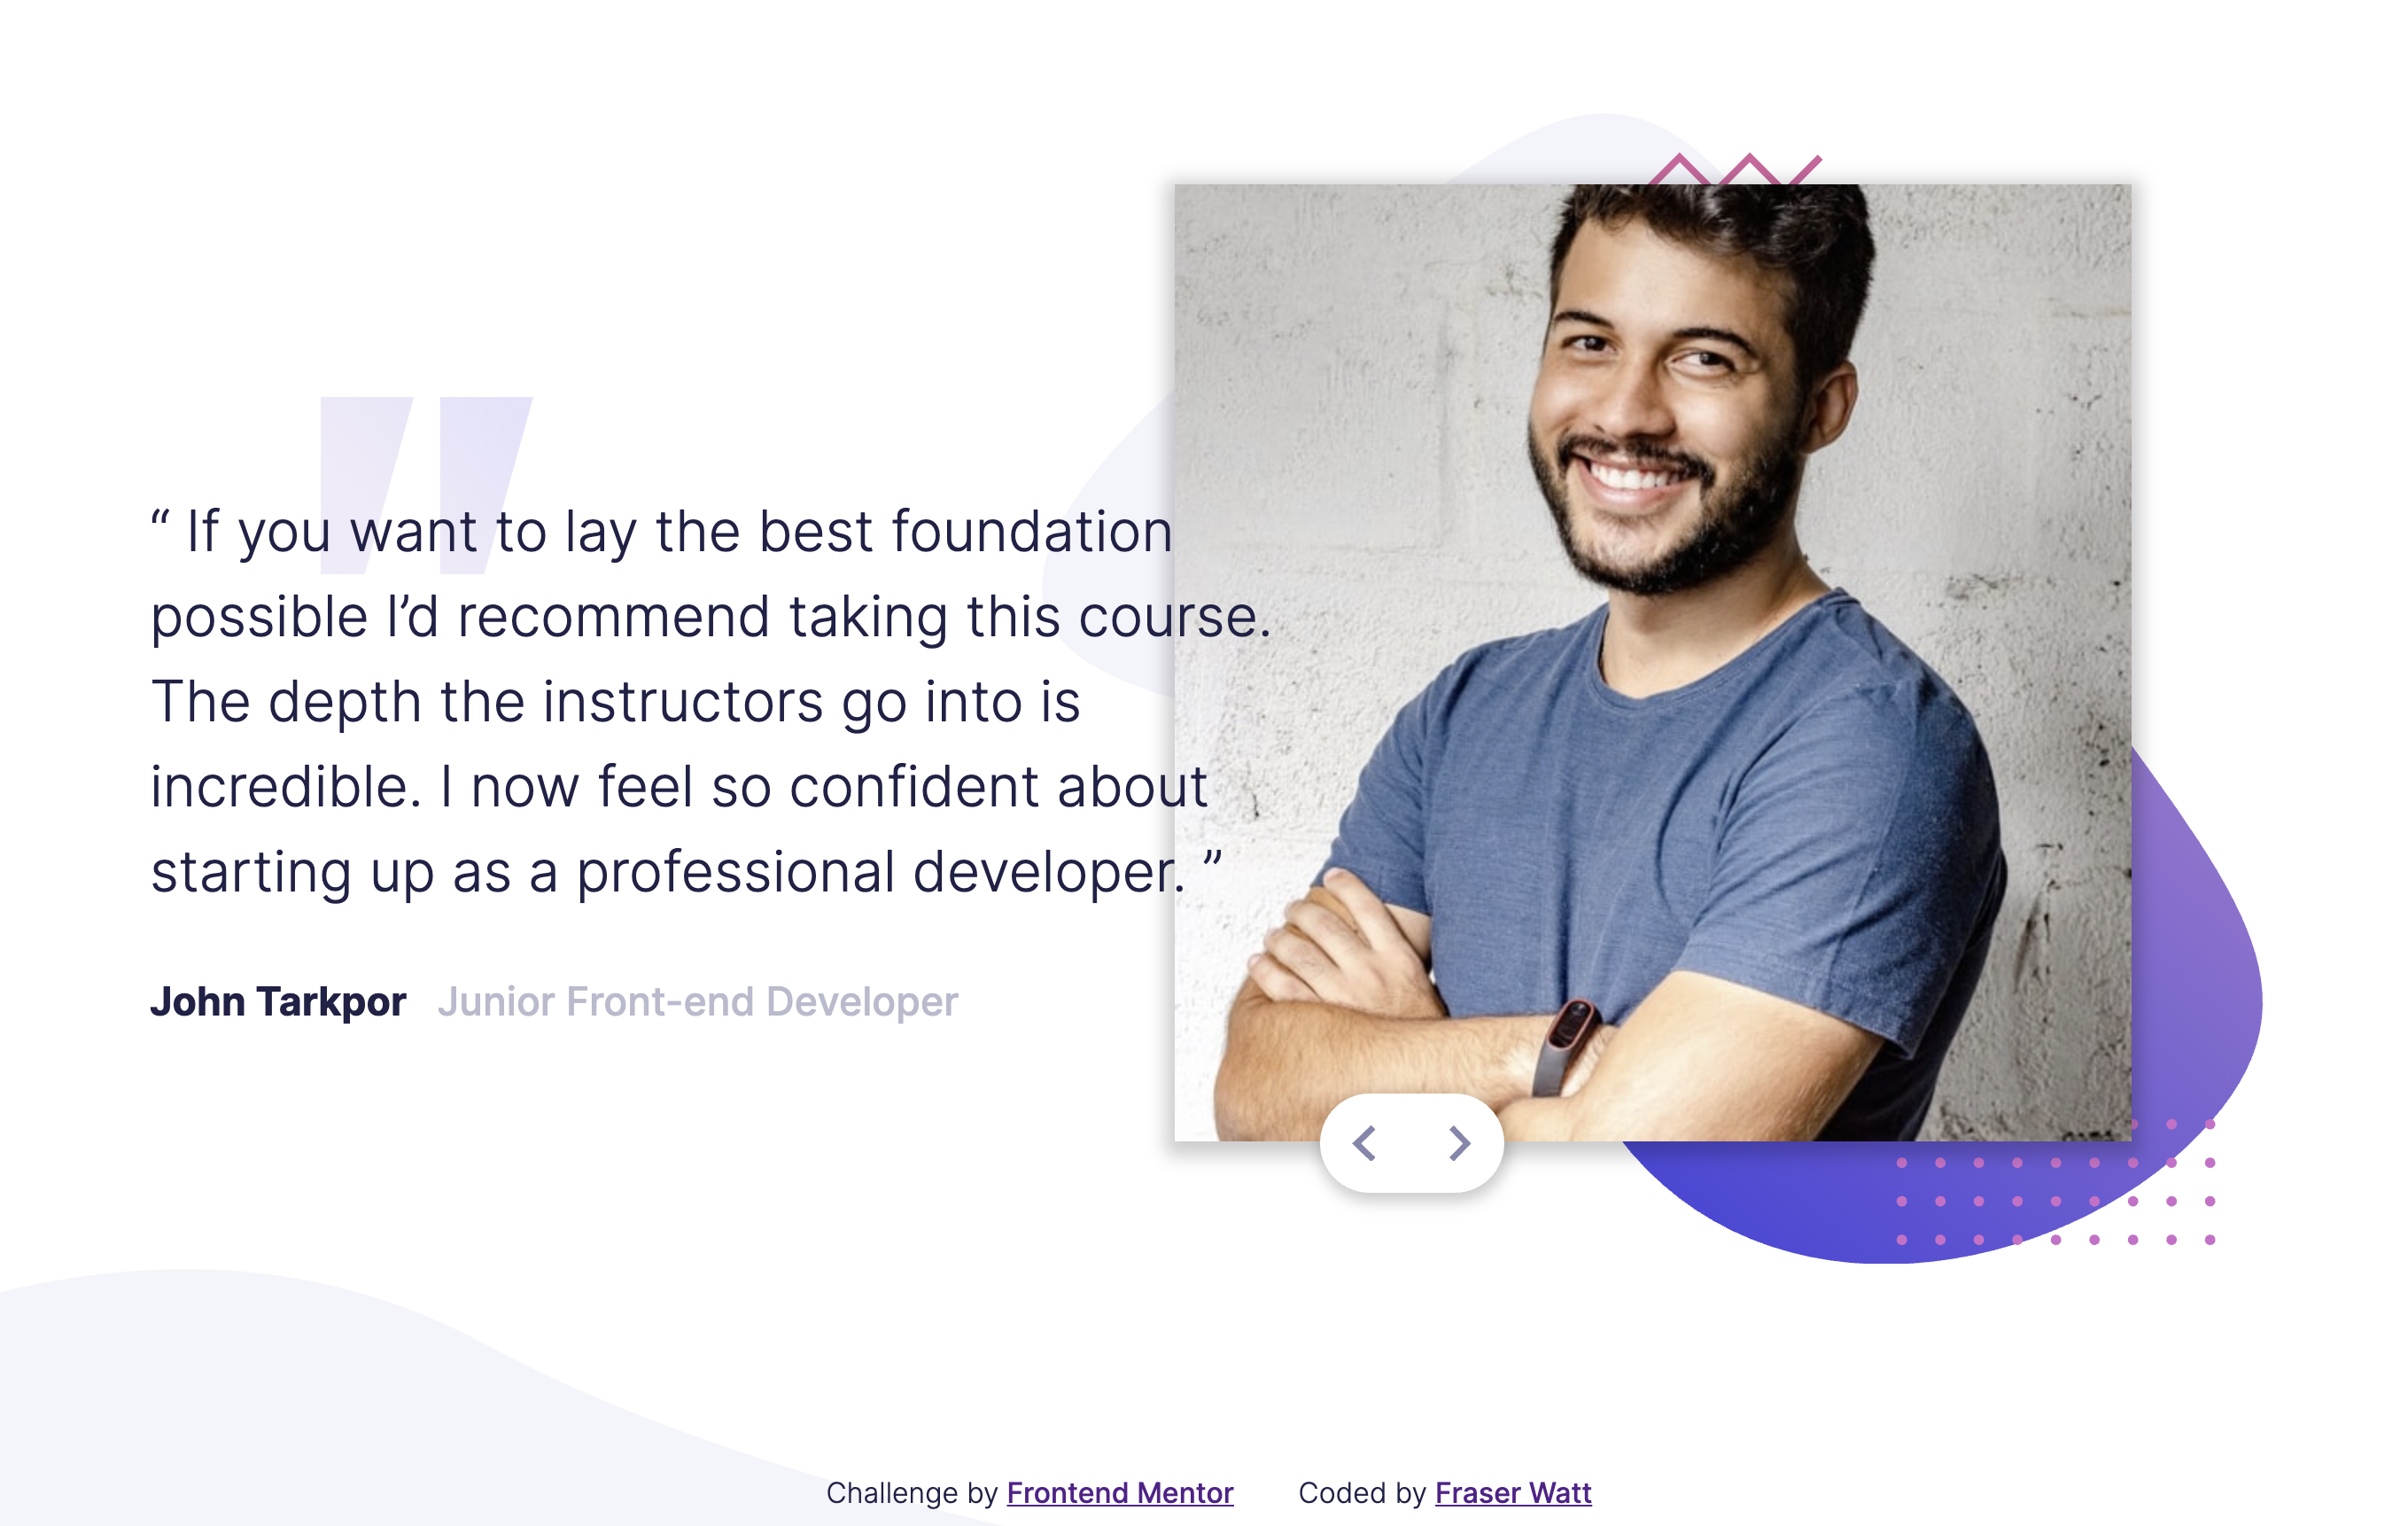 “ If you want to lay the best foundation
possible I’d recommend taking this course.
The depth the instructors go into is
incredible. I now feel so confident about
starting up as a professional developer. ”
John Tarkpor Junior Front-end Developer
Challenge by Frontend Mentor Coded by Fraser Watt